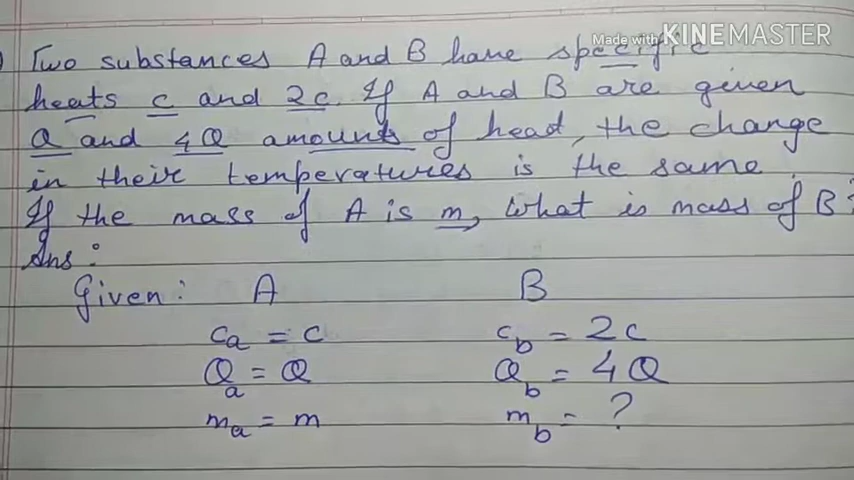 Made with KINEMASTER
) Two substances A and B have specific
heats c and 2c. If A and B are given
Q and 4Q amounts of head, the change
in their temperatures is the same.
If the mass of A is m, What is mass of B?
Ans:
Given: A B
ca = c cb = 2c
Qa = Q Qb = 4Q
ma = m mb = ?